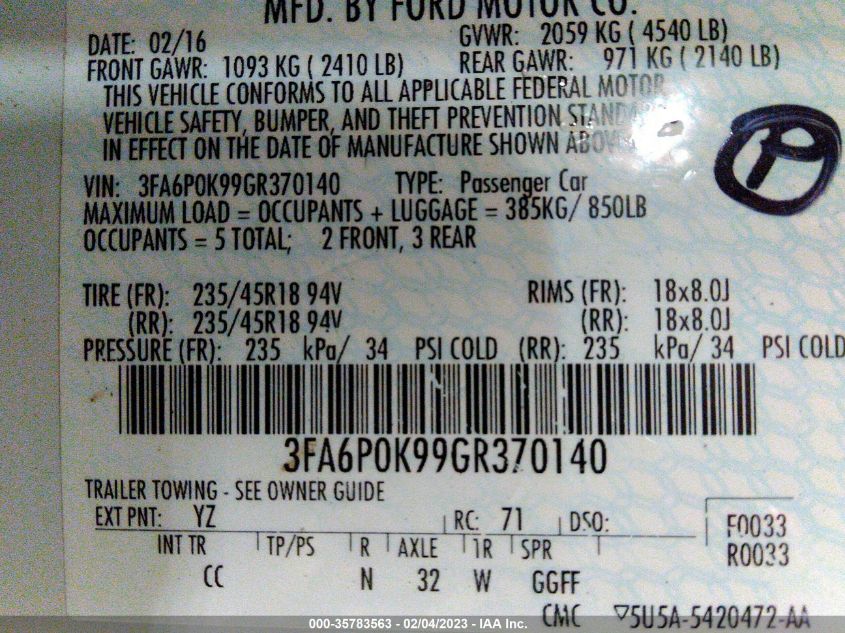 MFD. BY FORD MOTOR CO.
DATE: 02/16 GVWR: 2059 KG ( 4540 LB)
FRONT GAWR: 1093 KG ( 2410 LB) REAR GAWR: 971 KG ( 2140 LB)
THIS VEHICLE CONFORMS TO ALL APPLICABLE FEDERAL MOTOR
VEHICLE SAFETY, BUMPER, AND THEFT PREVENTION
IN EFFECT ON THE DATE OF MANUFACTURE SHOWN ABOVE
P
VIN: 3FA6P0K99GR370140 TYPE: Passenger Car
MAXIMUM LOAD = OCCUPANTS + LUGGAGE = 385KG/ 850LB
OCCUPANTS = 5 TOTAL; 2 FRONT, 3 REAR
TIRE (FR): 235/45R18 94V RIMS (FR): 18x8.0J
(RR): 235/45R18 94V (RR): 18x8.0J
PRESSURE (FR): 235 kPa/ 34 PSI COLD (RR): 235 kPa/ 34 PSI COLD
3FA6P0K99GR370140
TRAILER TOWING - SEE OWNER GUIDE
EXT PNT: YZ RC: 71 DSO: F0033
R0033
INT TR TP/PS R AXLE TR SPR
CC N 32 W GGFF
CMC ▽5U5A-5420472-AA
000-35783563 - 02/04/2023 - IAA Inc.